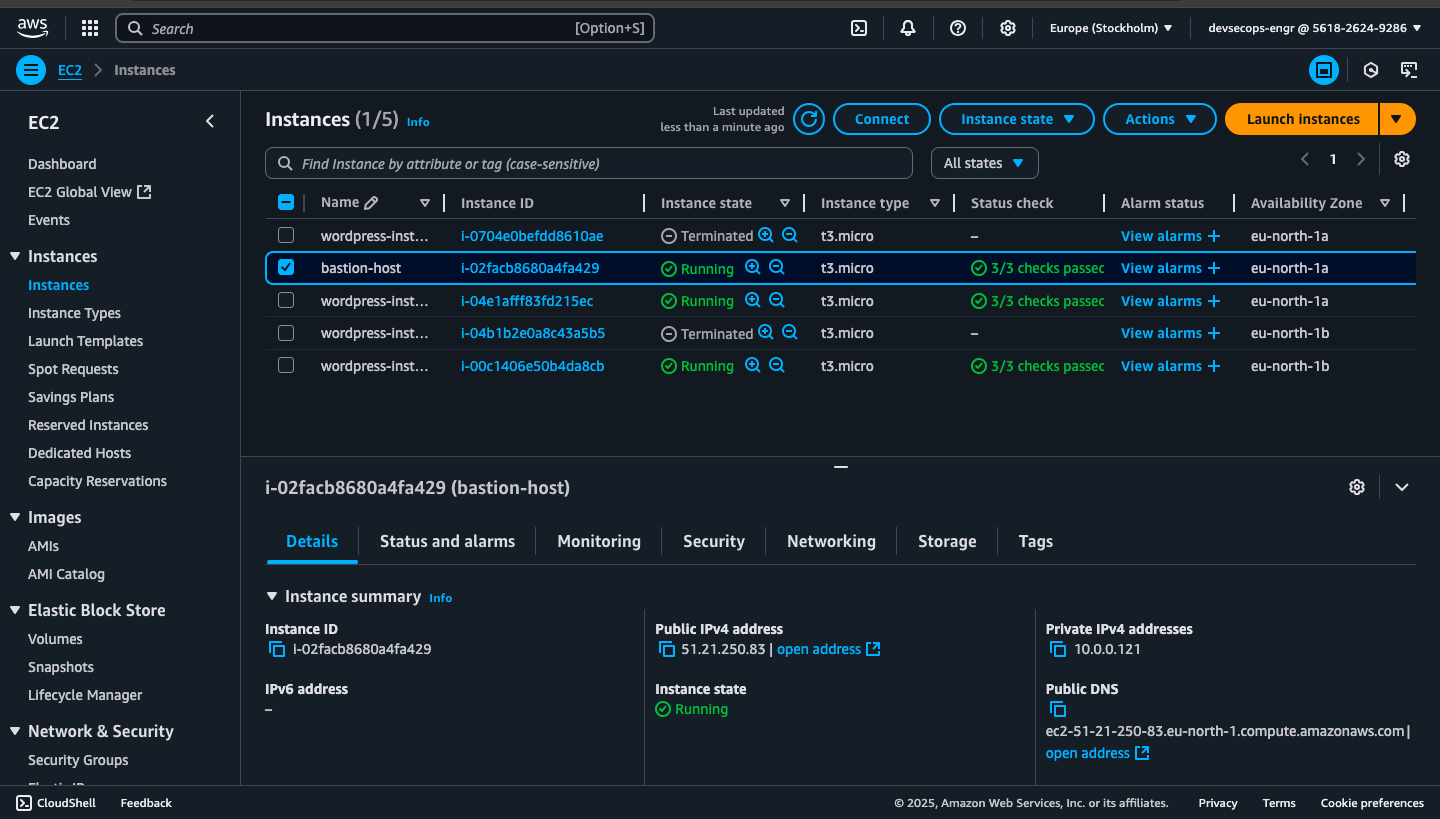 aws
Search [Option+S]
Europe (Stockholm)
devsecops-engr @ 5618-2624-9286
EC2 Instances
EC2
Dashboard
EC2 Global View
Events
Instances
Instances
Instance Types
Launch Templates
Spot Requests
Savings Plans
Reserved Instances
Dedicated Hosts
Capacity Reservations
Images
AMIs
AMI Catalog
Elastic Block Store
Volumes
Snapshots
Lifecycle Manager
Network & Security
Security Groups
Instances (1/5) Info
Last updated
less than a minute ago
Connect
Instance state
Actions
Launch instances
Find Instance by attribute or tag (case-sensitive)
All states
1
Name Instance ID Instance state Instance type Status check Alarm status Availability Zone
wordpress-inst... i-0704e0befdd8610ae Terminated t3.micro – View alarms + eu-north-1a
bastion-host i-02facb8680a4fa429 Running t3.micro 3/3 checks passec View alarms + eu-north-1a
wordpress-inst... i-04e1afff83fd215ec Running t3.micro 3/3 checks passec View alarms + eu-north-1a
wordpress-inst... i-04b1b2e0a8c43a5b5 Terminated t3.micro – View alarms + eu-north-1b
wordpress-inst... i-00c1406e50b4da8cb Running t3.micro 3/3 checks passec View alarms + eu-north-1b
i-02facb8680a4fa429 (bastion-host)
Details Status and alarms Monitoring Security Networking Storage Tags
Instance summary Info
Instance ID
i-02facb8680a4fa429
IPv6 address
–
Public IPv4 address
51.21.250.83 | open address
Instance state
Running
Private IPv4 addresses
10.0.0.121
Public DNS
ec2-51-21-250-83.eu-north-1.compute.amazonaws.com |
open address
CloudShell Feedback
© 2025, Amazon Web Services, Inc. or its affiliates. Privacy Terms Cookie preferences